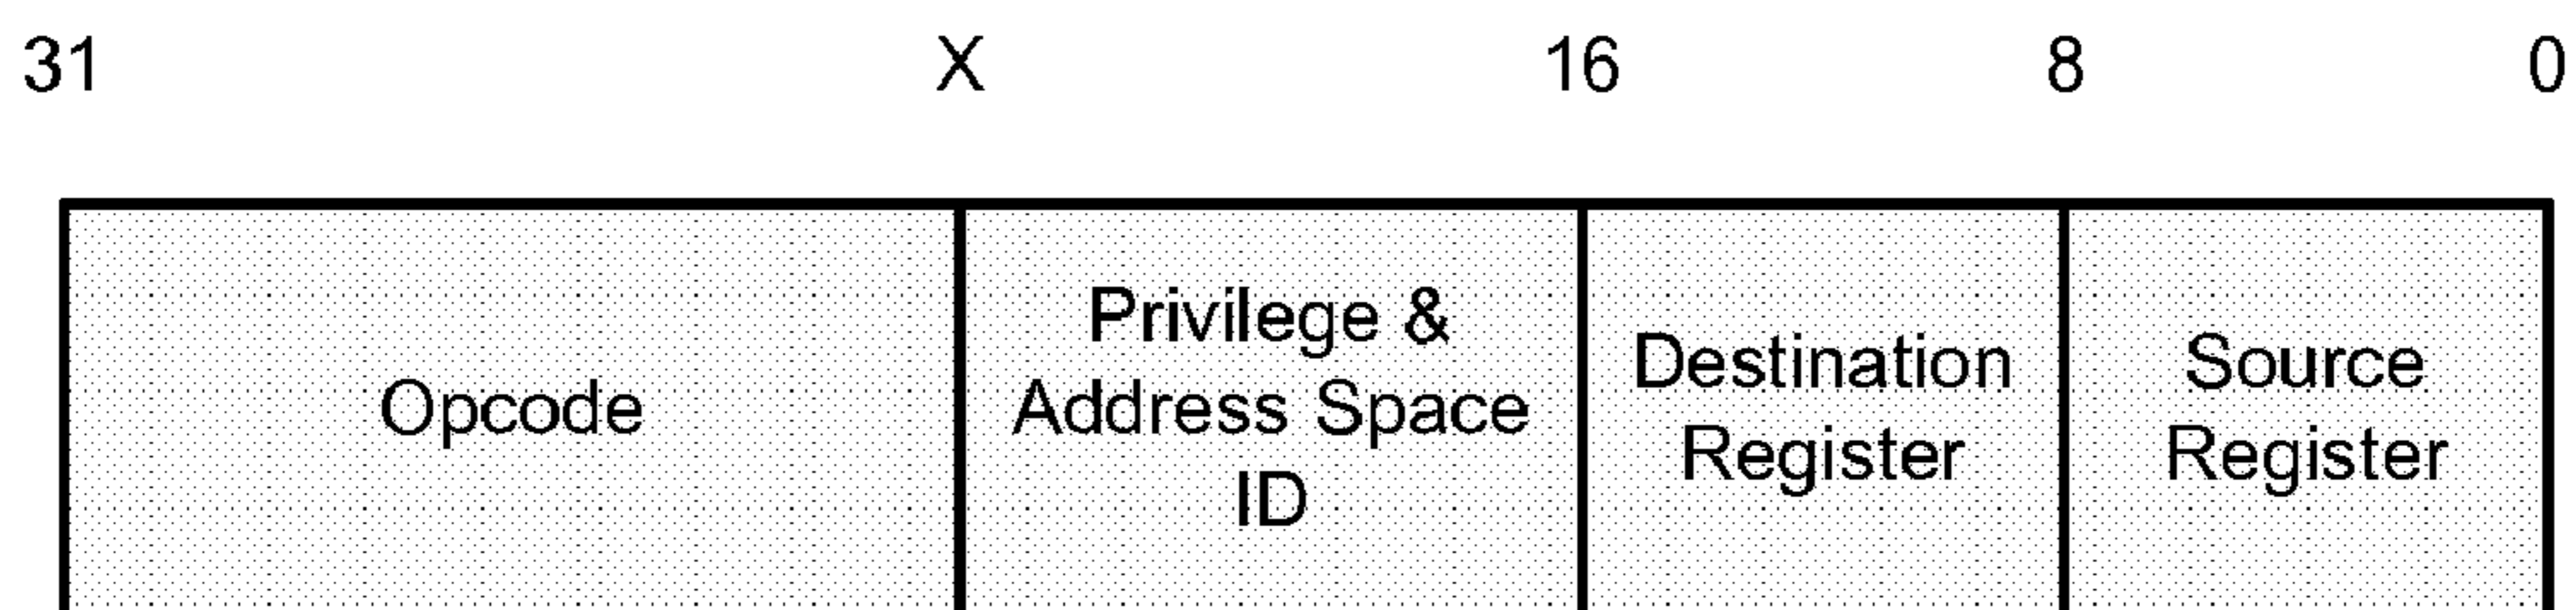 31 X 16 8 0
Opcode
Privilege &
Address Space
ID
Destination
Register
Source
Register